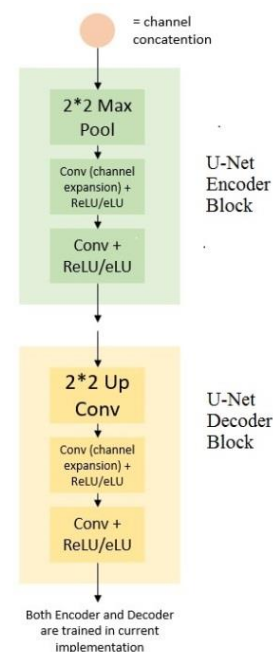 = channel
concatention
2*2 Max
Pool
Conv (channel
expansion) +
ReLU/eLU
Conv +
ReLU/eLU
U-Net
Encoder
Block
2*2 Up
Conv
Conv (channel
expansion) +
ReLU/eLU
Conv +
ReLU/eLU
U-Net
Decoder
Block
Both Encoder and Decoder
are trained in current
implementation